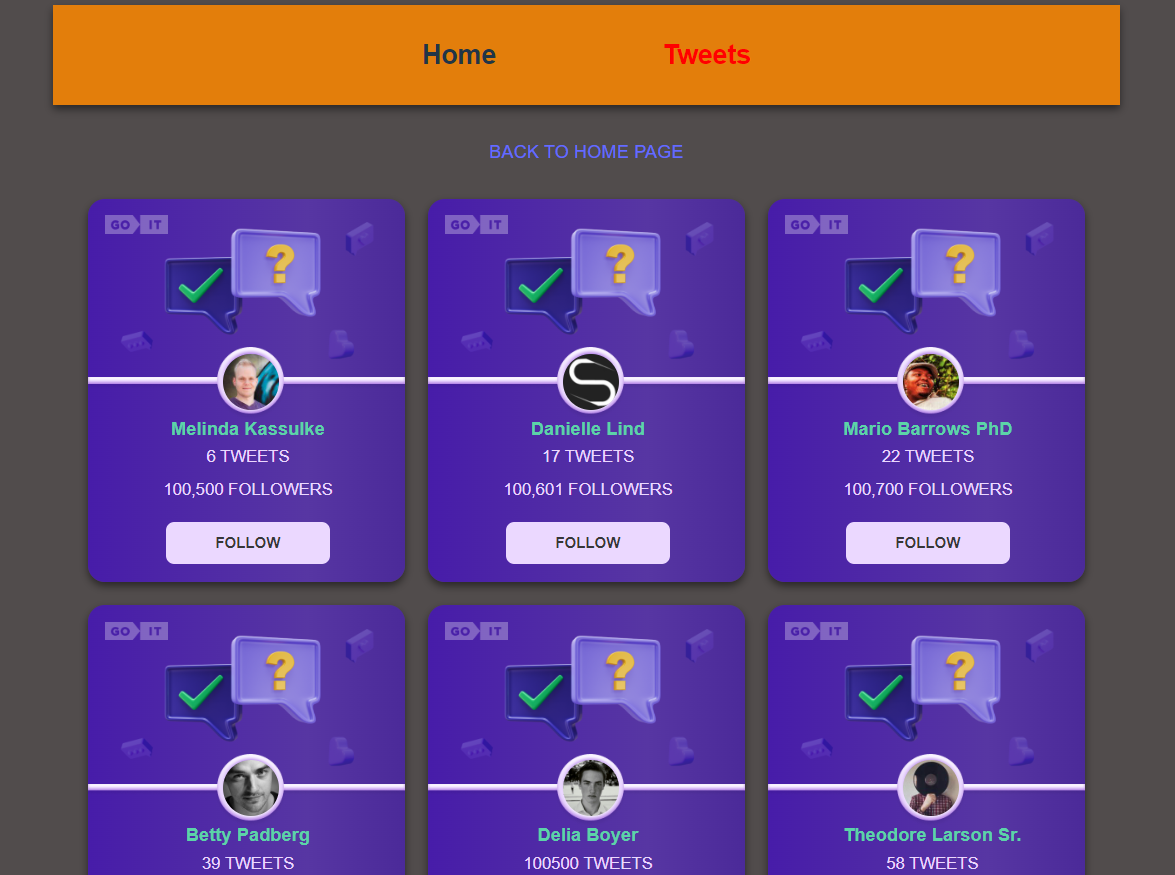 Home Tweets
BACK TO HOME PAGE
GO IT GO IT GO IT
? ? ?
Melinda Kassulke Danielle Lind Mario Barrows PhD
6 TWEETS 17 TWEETS 22 TWEETS
100,500 FOLLOWERS 100,601 FOLLOWERS 100,700 FOLLOWERS
FOLLOW FOLLOW FOLLOW
GO IT GO IT GO IT
? ? ?
Betty Padberg Delia Boyer Theodore Larson Sr.
39 TWEETS 100500 TWEETS 58 TWEETS